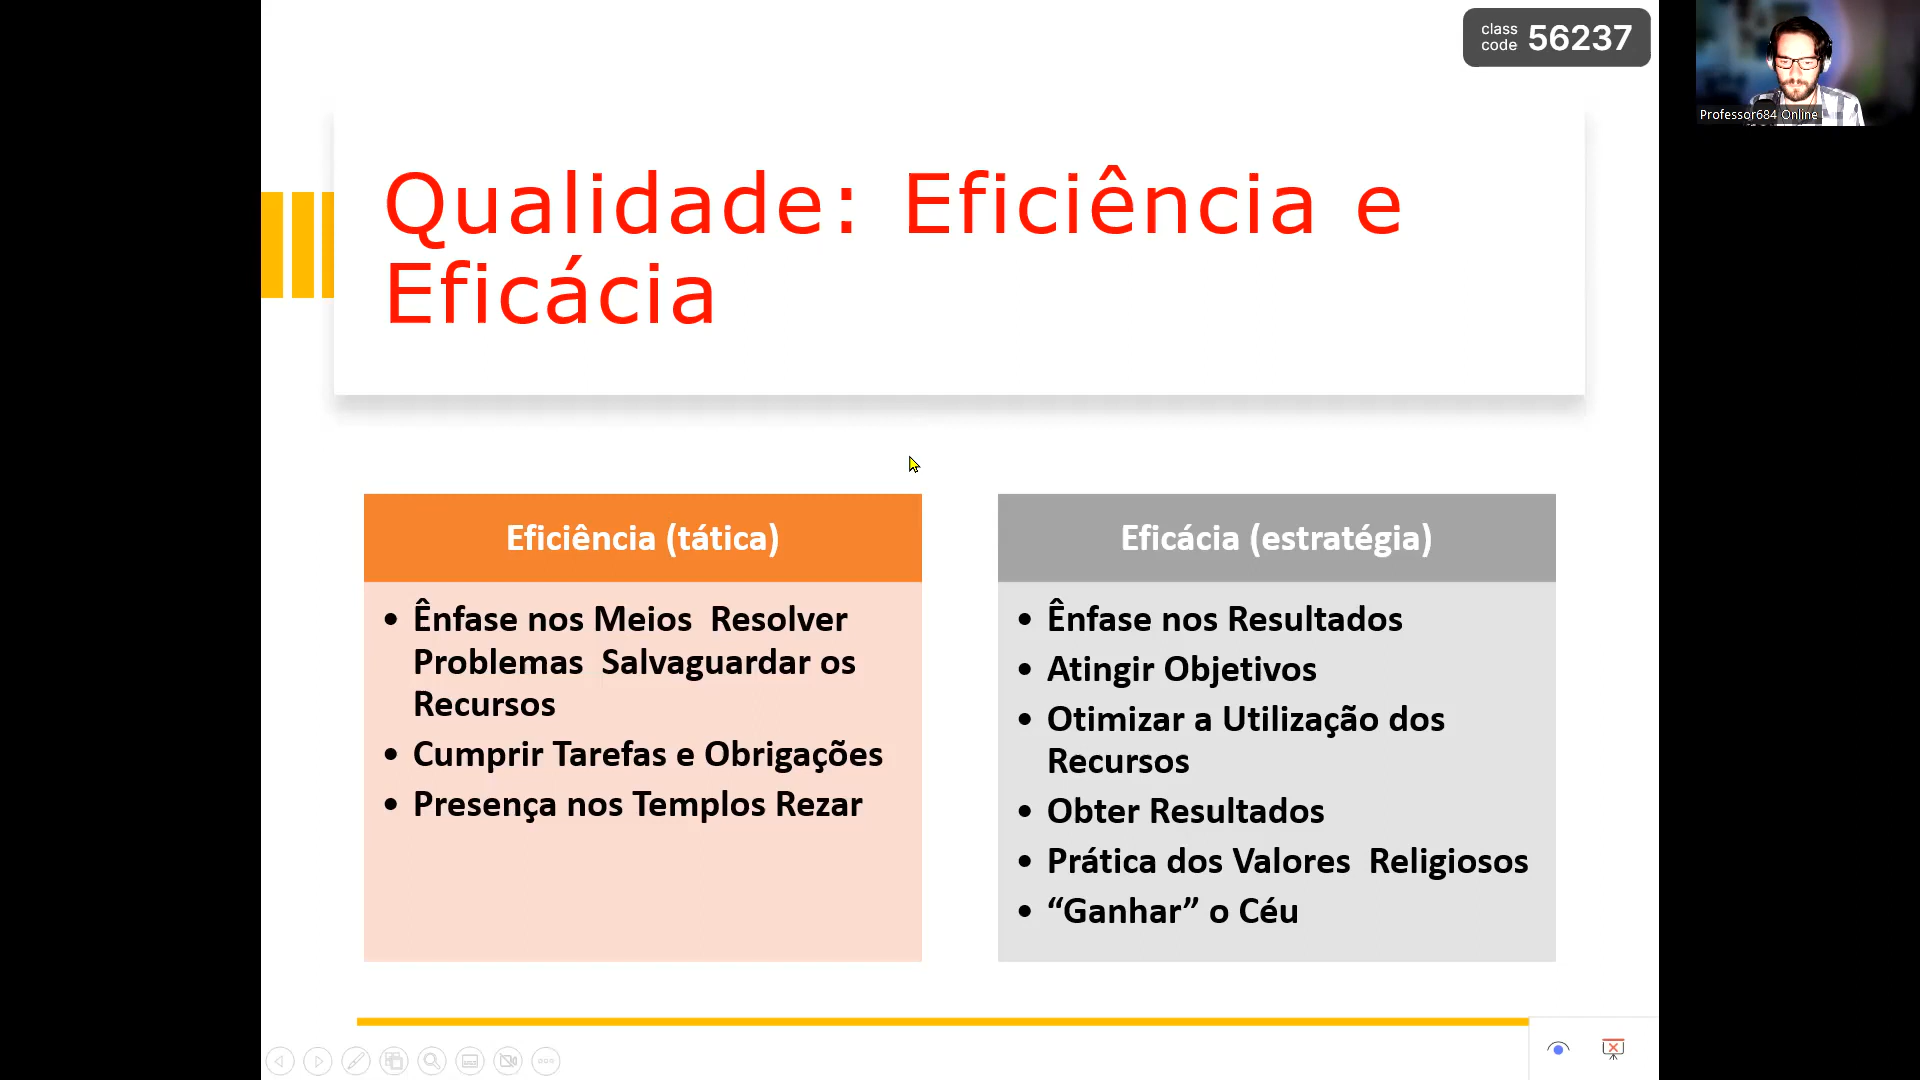 class
code 56237
Professor684 Online
Qualidade: Eficiência e
Eficácia
Eficiência (tática)
• Ênfase nos Meios  Resolver
Problemas  Salvaguardar os
Recursos
• Cumprir Tarefas e Obrigações
• Presença nos Templos Rezar
Eficácia (estratégia)
• Ênfase nos Resultados
• Atingir Objetivos
• Otimizar a Utilização dos
Recursos
• Obter Resultados
• Prática dos Valores  Religiosos
• “Ganhar” o Céu